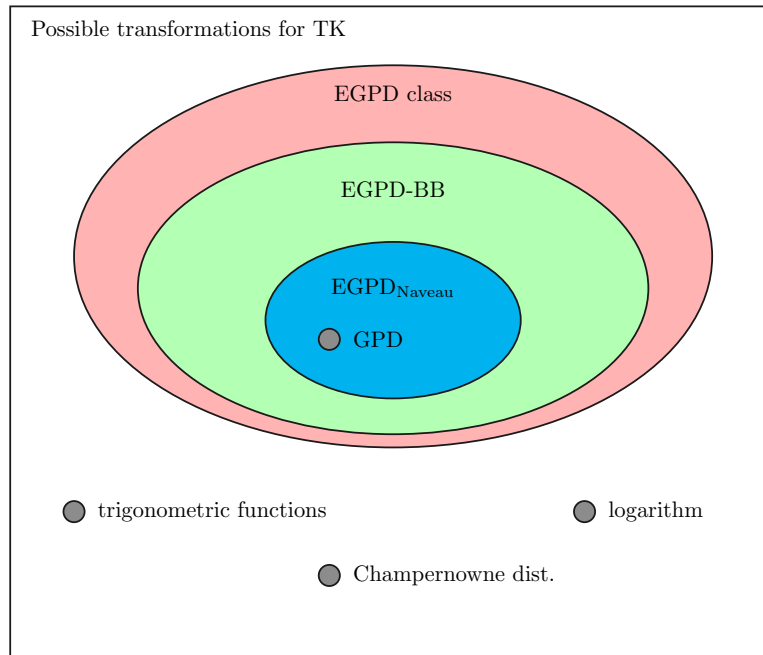 Possible transformations for TK
EGPD class
EGPD-BB
EGPD_Naveau
GPD
trigonometric functions
logarithm
Champernowne dist.